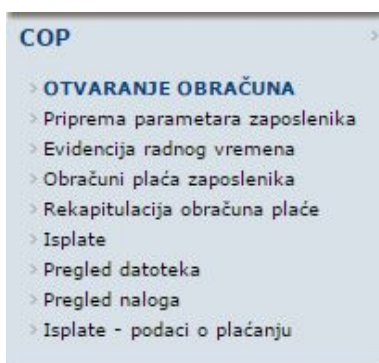 COP
OTVARANJE OBRAČUNA
Priprema parametara zaposlenika
Evidencija radnog vremena
Obračuni plaća zaposlenika
Rekapitulacija obračuna plaće
Isplate
Pregled datoteka
Pregled naloga
Isplate - podaci o plaćanju